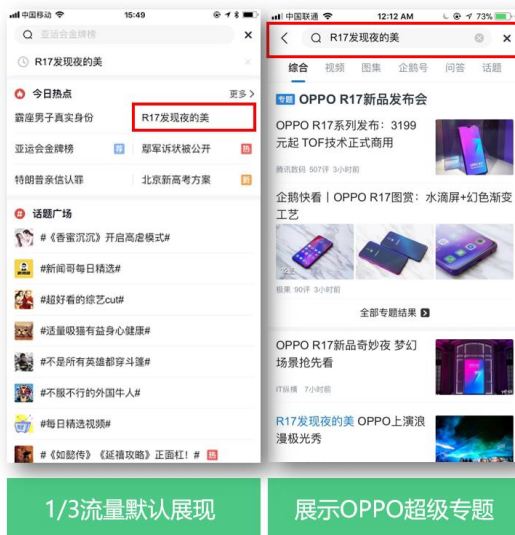 中国移动
15:49
亚运会金牌榜
R17发现夜的美
今日热点
更多
霸座男子真实身份
R17发现夜的美
亚运会金牌榜 荐
鄢军诉状被公开 热
特朗普亲信认罪
北京新高考方案 新
话题广场
#《香蜜沉沉》开启高虐模式#
#新闻哥每日精选#
#超好看的综艺cut#
#适量吸猫有益身心健康#
#不是所有英雄都穿斗篷#
#不服不行的外国牛人#
#每日精选视频#
#《如懿传》《延禧攻略》正面杠！# 热
1/3流量默认展现
中国联通
12:12 AM
73%
R17发现夜的美
综合 视频 图集 企鹅号 问答 话题
专题 OPPO R17新品发布会
OPPO R17系列发布：3199
元起 TOF技术正式商用
腾讯数码 507评 3小时前
企鹅快看丨OPPO R17图赏：水滴屏+幻色渐变
工艺
极果 90评 3小时前
全部专题结果
OPPO R17新品奇妙夜 梦幻
场景抢先看
IT纵横 7小时前
R17发现夜的美 OPPO上演浪
漫极光秀
展示OPPO超级专题